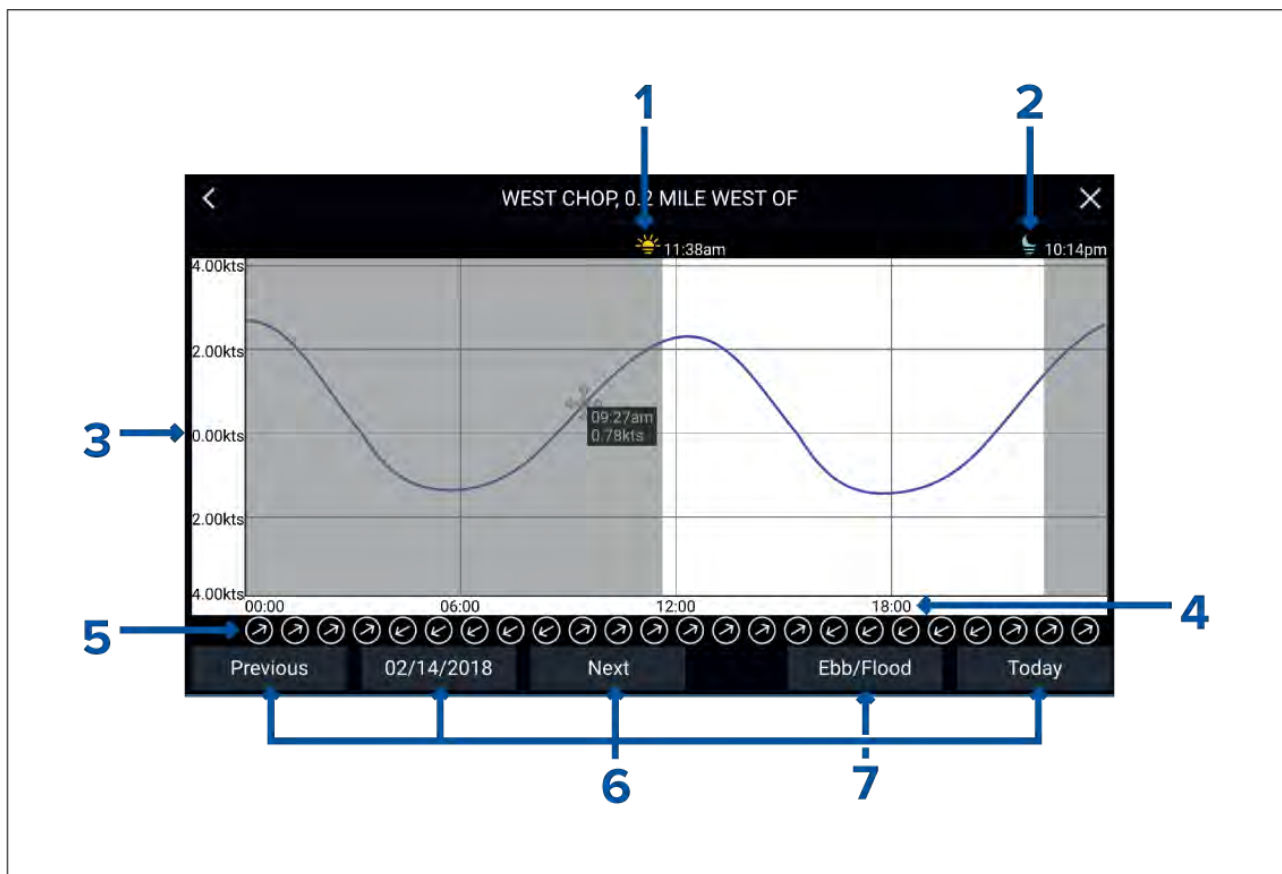 1
2
WEST CHOP, 0.2 MILE WEST OF
11:38am
10:14pm
4.00kts
2.00kts
09:27am
0.78kts
3
0.00kts
2.00kts
4.00kts
00:00
06:00
12:00
18:00
4
5
Previous
02/14/2018
Next
Ebb/Flood
Today
6
7